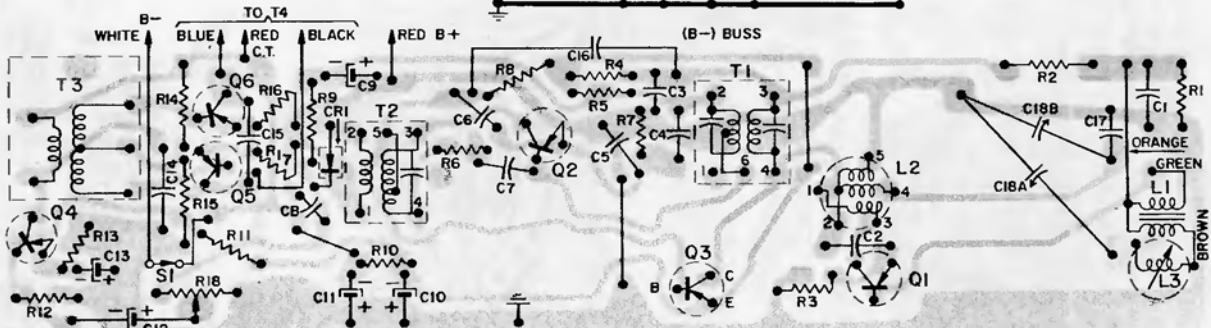 B-
TO T4
WHITE BLUE RED BLACK RED B+ (B-) BUSS
C.T.
T3 Q6 R14 R16 R9 C9 C16 R8 R4 T1 R2 C1 R1
C15 CR1 T2 C6 R5 C3 2 3 C18B C17
2 5 3 R7 C4 ORANGE
C14 R17 R6 Q2 C5 GREEN
Q5 C7 1 6 4 5 L2 L1
R15 C8 1 4 1 4 C18A
Q4 R13 R11 2 3 BROWN
C13 S1 R10 C2
Q3 C Q1 L3
R12 R18 C11 C10 B E R3
- +